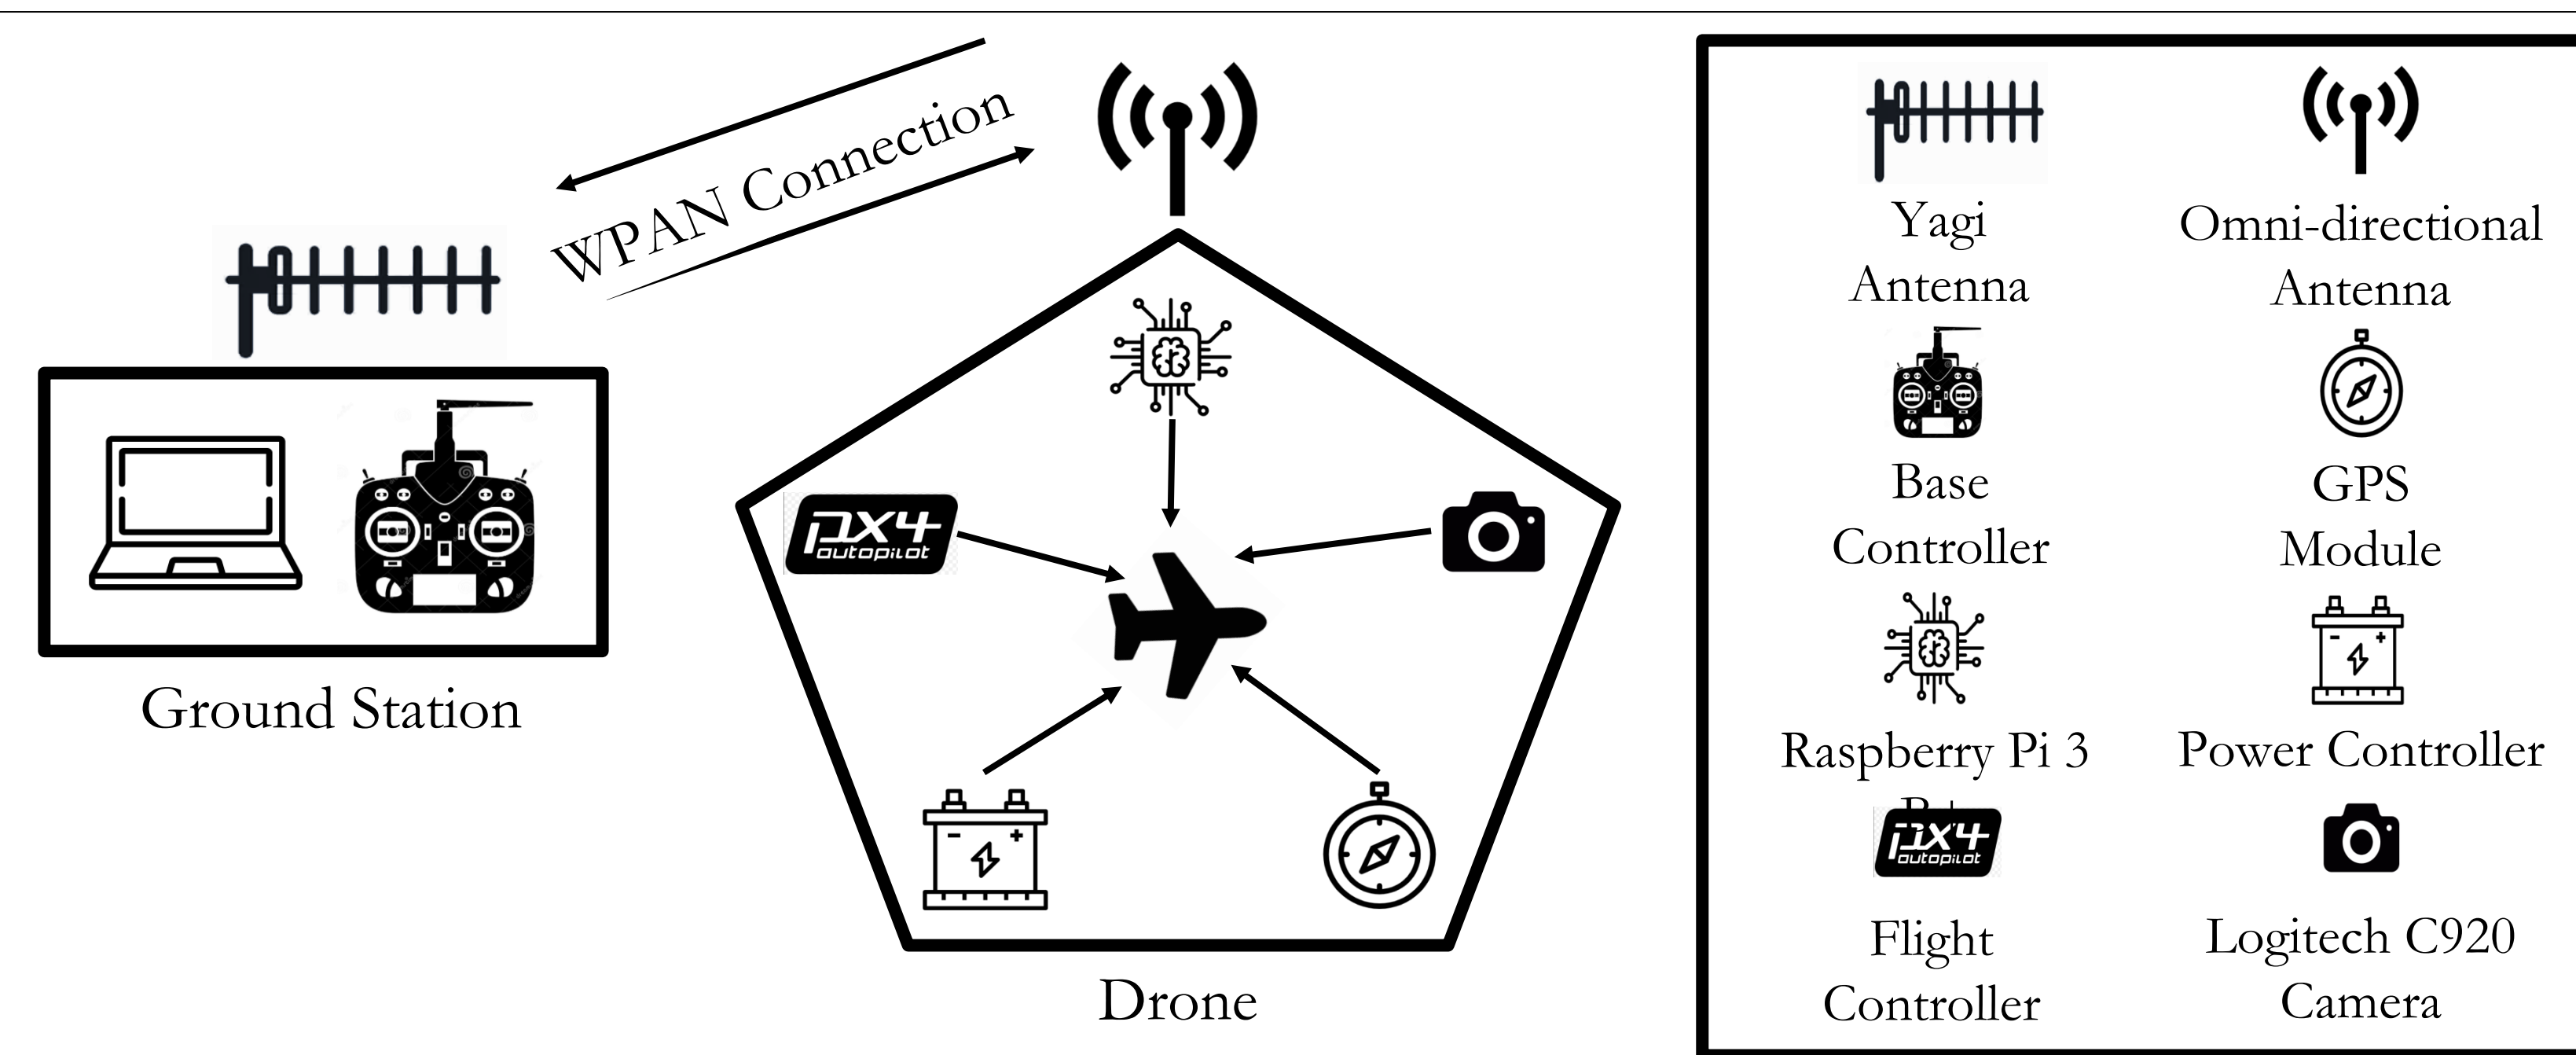 WPAN Connection
px4
autopilot
Ground Station
Drone
Yagi
Antenna
Omni-directional
Antenna
Base
Controller
GPS
Module
Raspberry Pi 3
Power Controller
px4
autopilot
Flight
Controller
Logitech C920
Camera